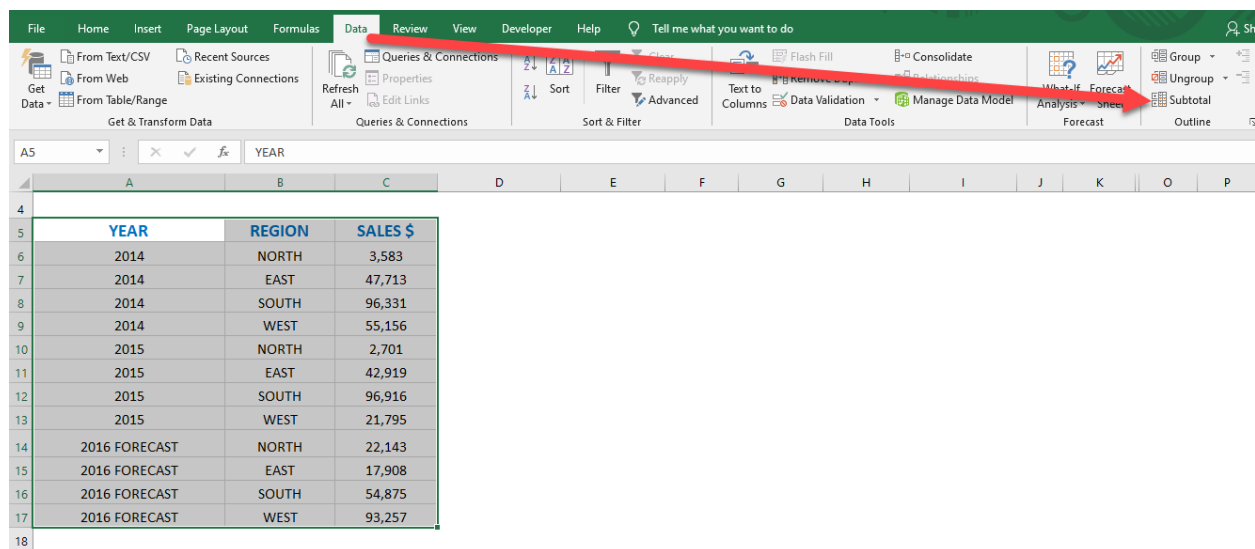 File Home Insert Page Layout Formulas Data Review View Developer Help Tell me what you want to do
From Text/CSV Recent Sources Queries & Connections Clear Flash Fill Consolidate Group
From Web Existing Connections Properties Reapply Relationships Ungroup
Get Data From Table/Range Refresh All Edit Links Sort Filter Advanced Text to Columns Data Validation Manage Data Model What-If Analysis Forecast Subtotal
Get & Transform Data Queries & Connections Sort & Filter Data Tools Forecast Outline
A5 fx YEAR
A B C D E F G H I J K O P
4
5 YEAR REGION SALES $
6 2014 NORTH 3,583
7 2014 EAST 47,713
8 2014 SOUTH 96,331
9 2014 WEST 55,156
10 2015 NORTH 2,701
11 2015 EAST 42,919
12 2015 SOUTH 96,916
13 2015 WEST 21,795
14 2016 FORECAST NORTH 22,143
15 2016 FORECAST EAST 17,908
16 2016 FORECAST SOUTH 54,875
17 2016 FORECAST WEST 93,257
18